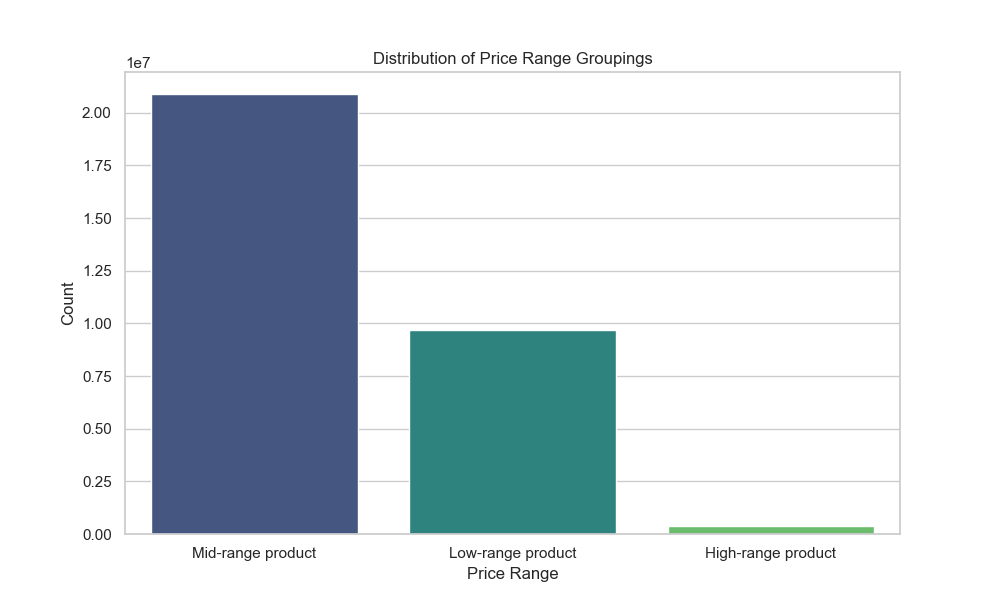 Distribution of Price Range Groupings
1e7
2.00
1.75
1.50
1.25
1.00
0.75
0.50
0.25
0.00
Count
Mid-range product
Low-range product
High-range product
Price Range